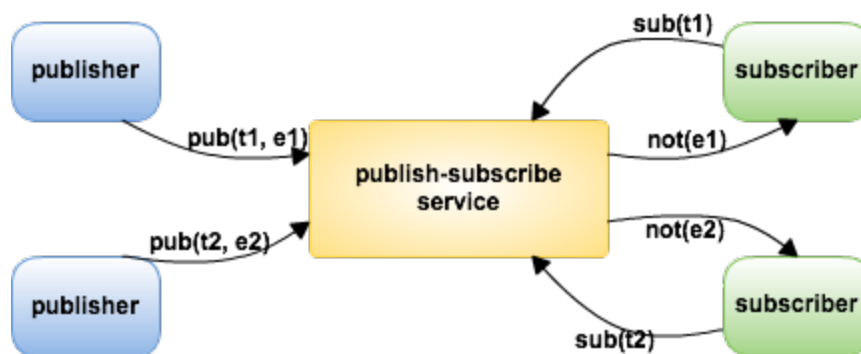 sub(t1)
publisher
subscriber
pub(t1, e1)
not(e1)
publish-subscribe
service
pub(t2, e2)
not(e2)
publisher
subscriber
sub(t2)